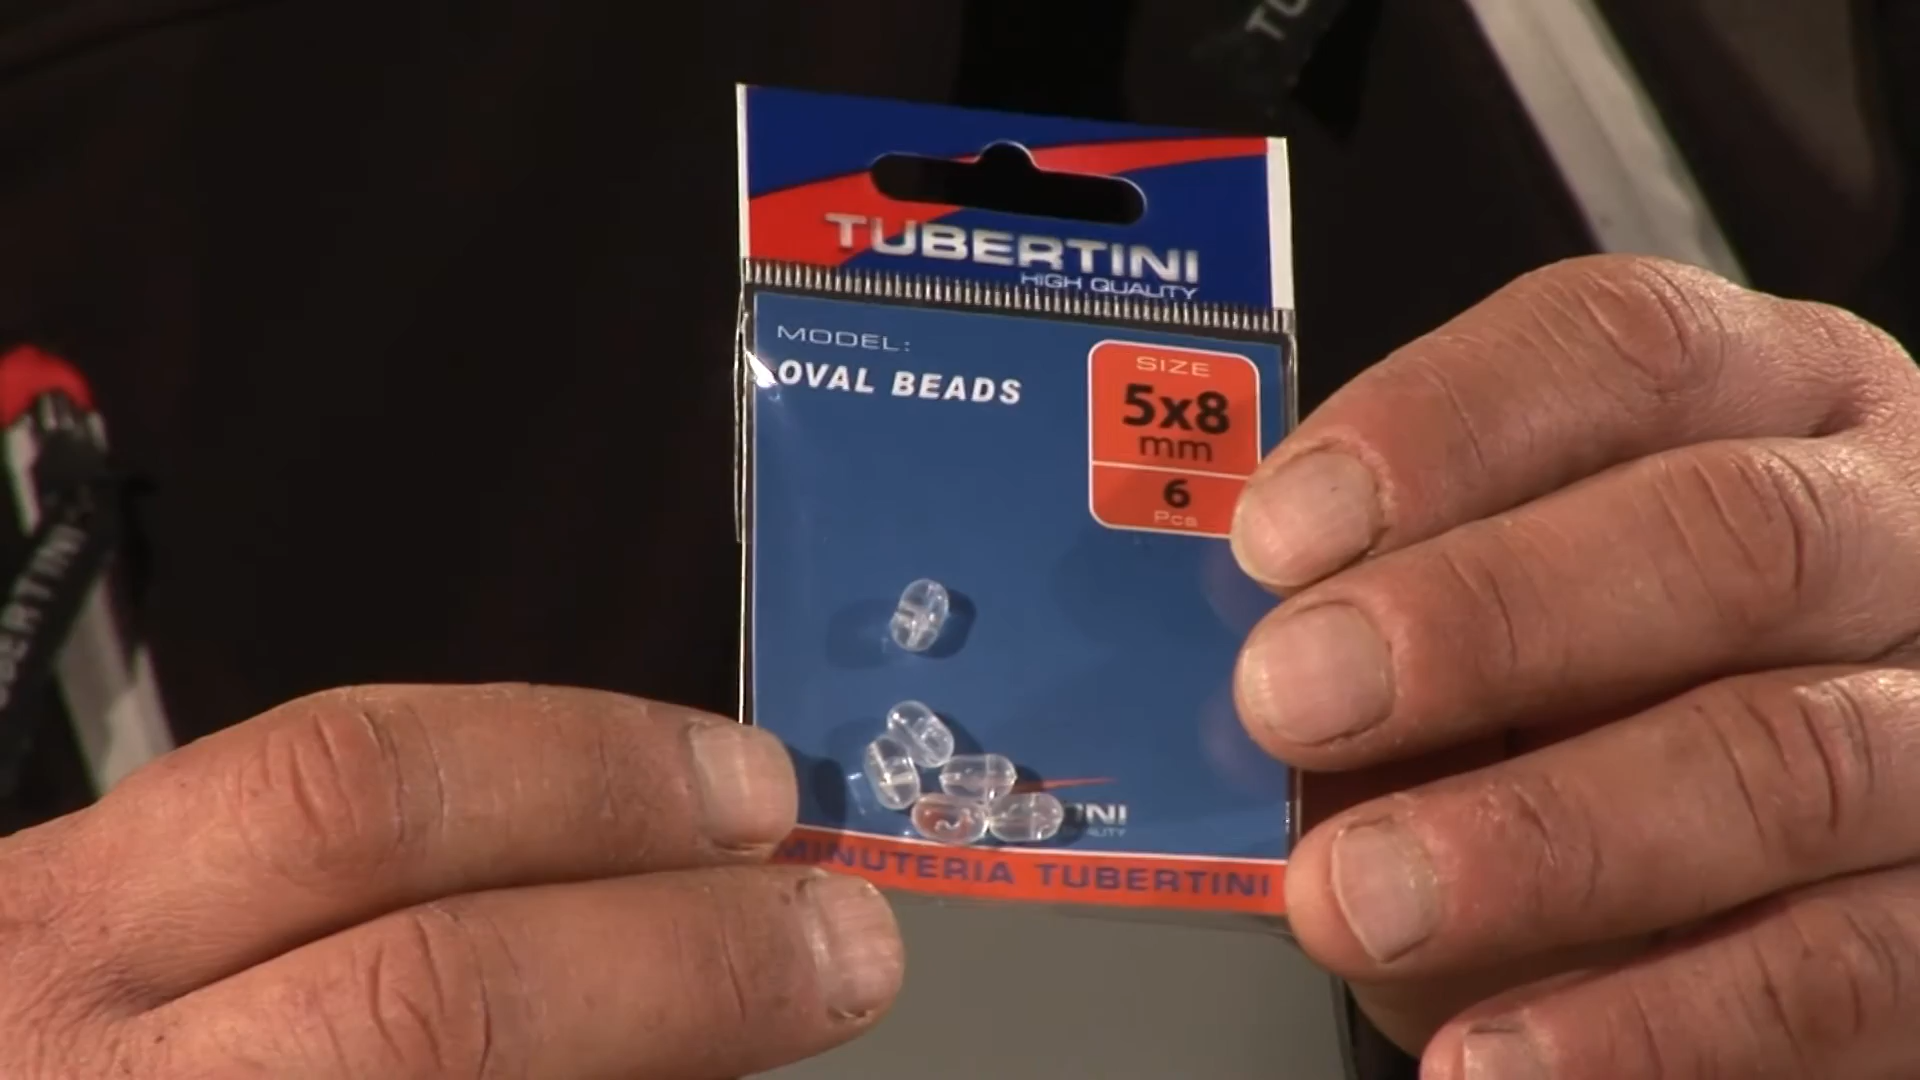 TUBERTINI
HIGH QUALITY
MODEL:
OVAL BEADS
SIZE
5x8
mm
6
Pcs
MINUTERIA TUBERTINI